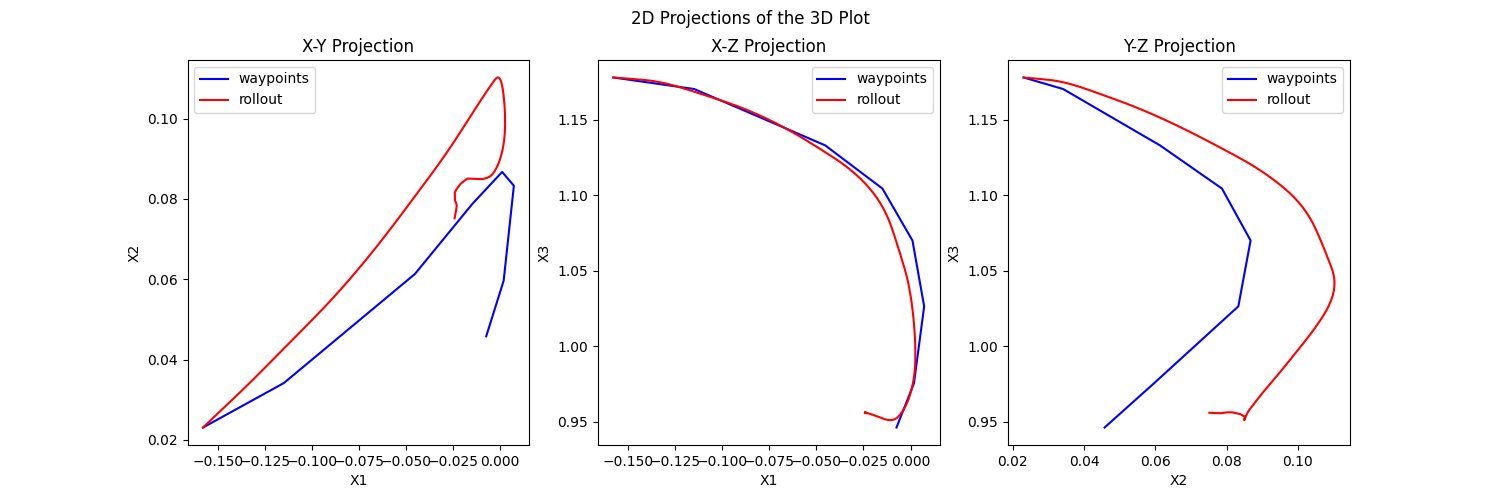 2D Projections of the 3D Plot
X-Y Projection
waypoints
rollout
X2
0.10
0.08
0.06
0.04
0.02
−0.150 −0.125 −0.100 −0.075 −0.050 −0.025 0.000
X1
X-Z Projection
waypoints
rollout
X3
1.15
1.10
1.05
1.00
0.95
−0.150 −0.125 −0.100 −0.075 −0.050 −0.025 0.000
X1
Y-Z Projection
waypoints
rollout
X3
1.15
1.10
1.05
1.00
0.95
0.02 0.04 0.06 0.08 0.10
X2